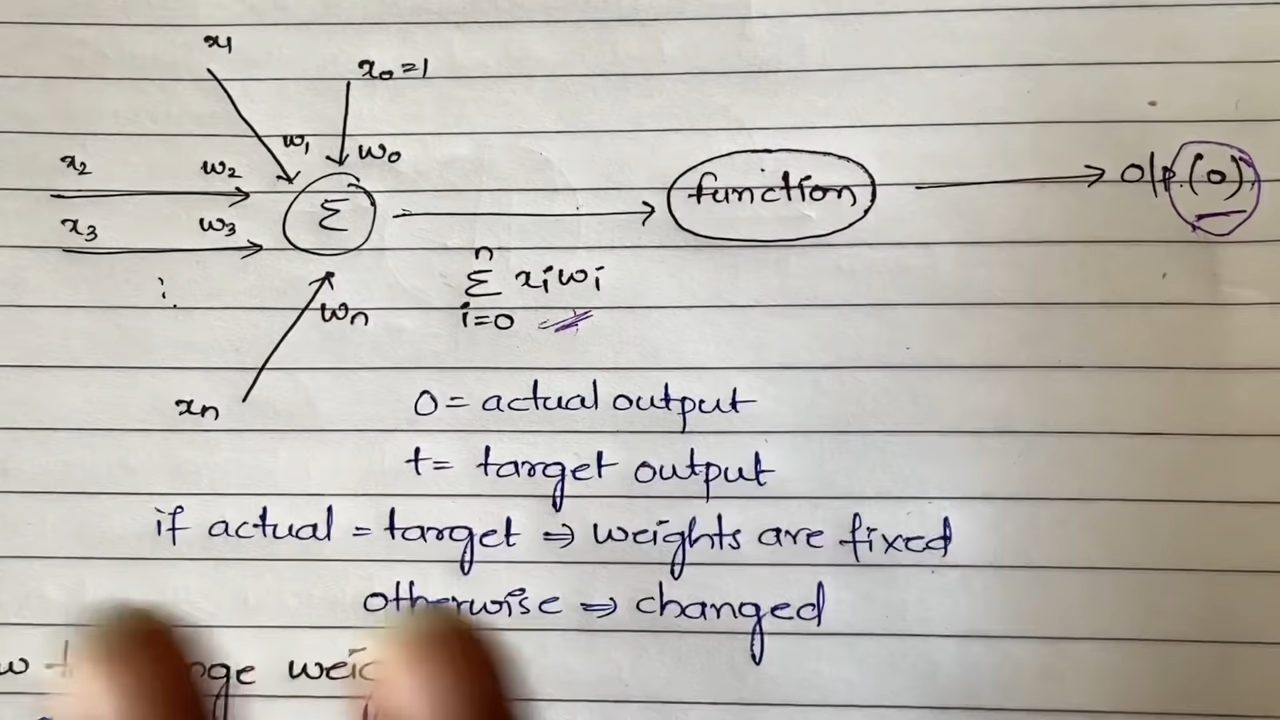 x1
x0=1
w1
w0
x2 w2
function
o/p.(o)
Σ
x3 w3
n
Σ xiwi
i=0
wn
xn
o = actual output
t = target output
if actual = target ⇒ weights are fixed
otherwise ⇒ changed